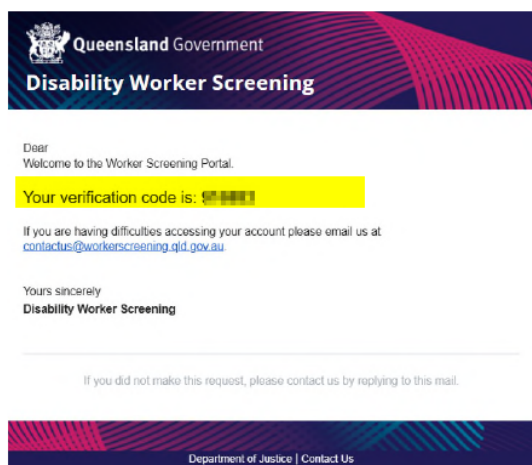 Queensland Government
Disability Worker Screening
Dear
Welcome to the Worker Screening Portal.
Your verification code is:
If you are having difficulties accessing your account please email us at
contactus@workerscreening.qld.gov.au.
Yours sincerely
Disability Worker Screening
If you did not make this request, please contact us by replying to this mail.
Department of Justice | Contact Us